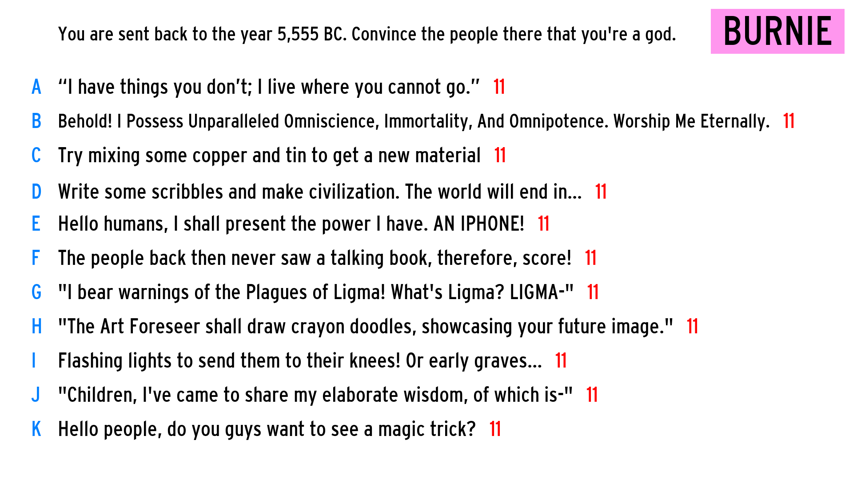 You are sent back to the year 5,555 BC. Convince the people there that you're a god.
BURNIE
A “I have things you don’t; I live where you cannot go.” 11
B Behold! I Possess Unparalleled Omniscience, Immortality, And Omnipotence. Worship Me Eternally. 11
C Try mixing some copper and tin to get a new material 11
D Write some scribbles and make civilization. The world will end in... 11
E Hello humans, I shall present the power I have. AN IPHONE! 11
F The people back then never saw a talking book, therefore, score! 11
G "I bear warnings of the Plagues of Ligma! What's Ligma? LIGMA-" 11
H "The Art Foreseer shall draw crayon doodles, showcasing your future image." 11
I Flashing lights to send them to their knees! Or early graves... 11
J "Children, I've came to share my elaborate wisdom, of which is-" 11
K Hello people, do you guys want to see a magic trick? 11